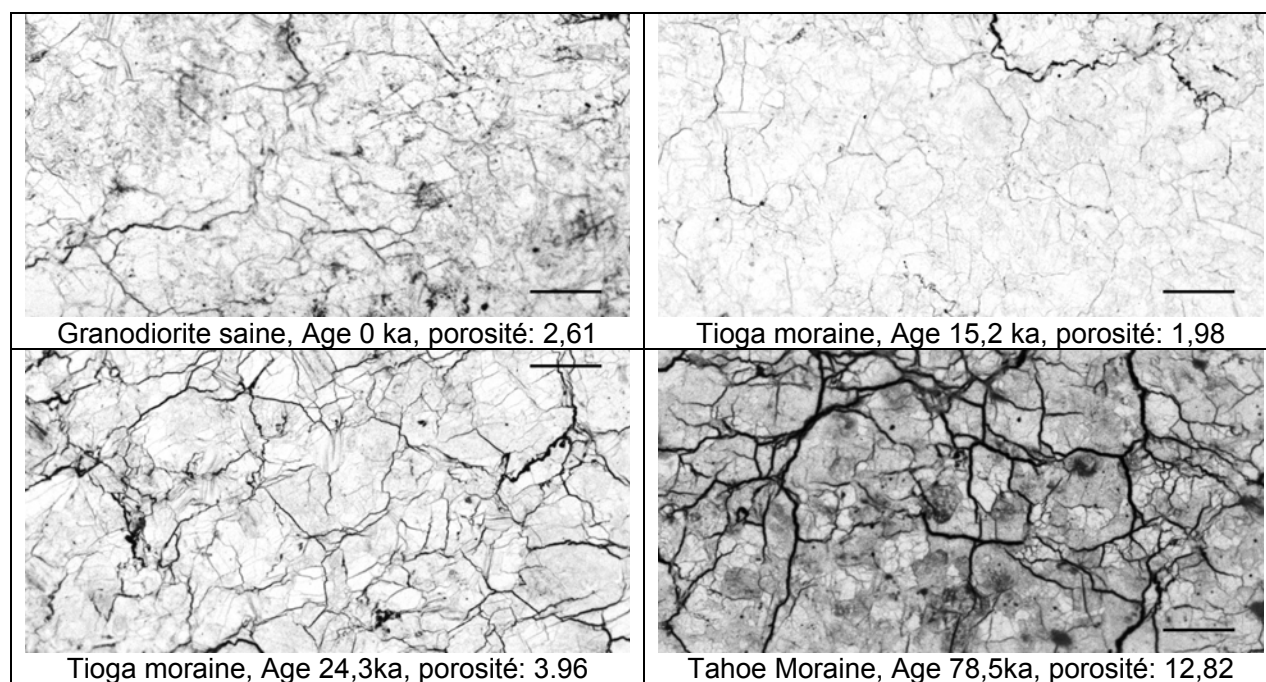 Granodiorite saine, Age 0 ka, porosité: 2,61
Tioga moraine, Age 15,2 ka, porosité: 1,98
Tioga moraine, Age 24,3ka, porosité: 3.96
Tahoe Moraine, Age 78,5ka, porosité: 12,82